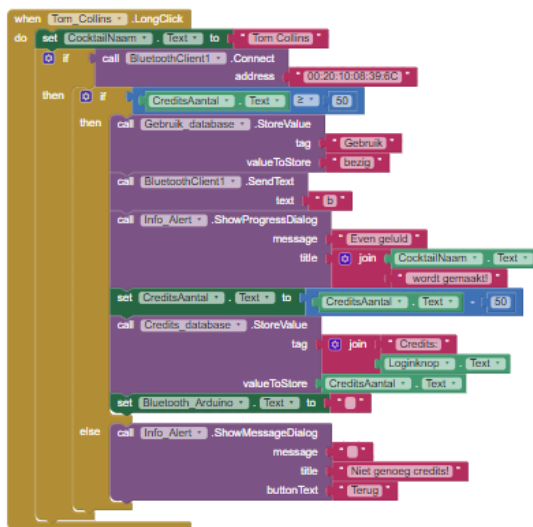 when Tom_Collins .LongClick
do set CocktailNaam . Text to " Tom Collins "
if call BluetoothClient1 .Connect
address " 00:20:10:08:39:6C "
then if CreditsAantal . Text ≥ 50
then call Gebruik_database .StoreValue
tag " Gebruik "
valueToStore " bezig "
call BluetoothClient1 .SendText
text " b "
call Info_Alert .ShowProgressDialog
message " Even geluid "
title join CocktailNaam . Text
" wordt gemaakt! "
set CreditsAantal . Text to CreditsAantal . Text - 50
call Credits_database .StoreValue
tag join " Credits: "
Loginknop . Text
valueToStore CreditsAantal . Text
set Bluetooth_Arduino . Text to " "
else call Info_Alert .ShowMessageDialog
message " "
title " Niet genoeg credits! "
buttonText " Terug "